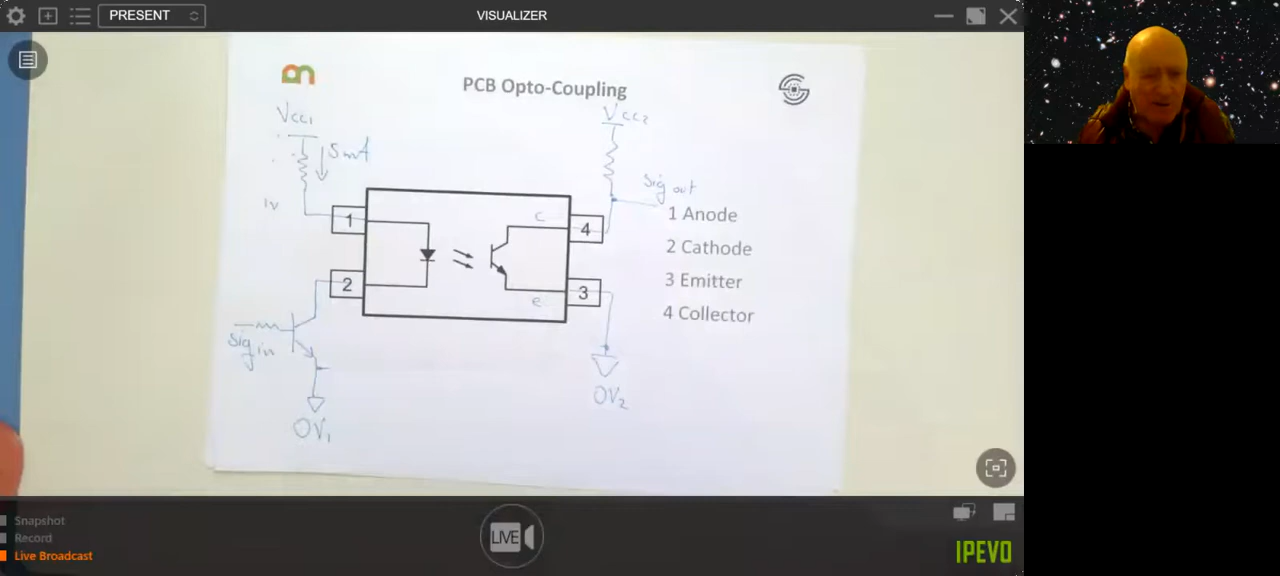 PRESENT
VISUALIZER
PCB Opto-Coupling
Vcc1
Vcc2
5mA
1v
Sig out
1
2
c
e
4
3
1 Anode
2 Cathode
3 Emitter
4 Collector
Sig in
0V1
0V2
Snapshot
Record
Live Broadcast
LIVE
IPEVO